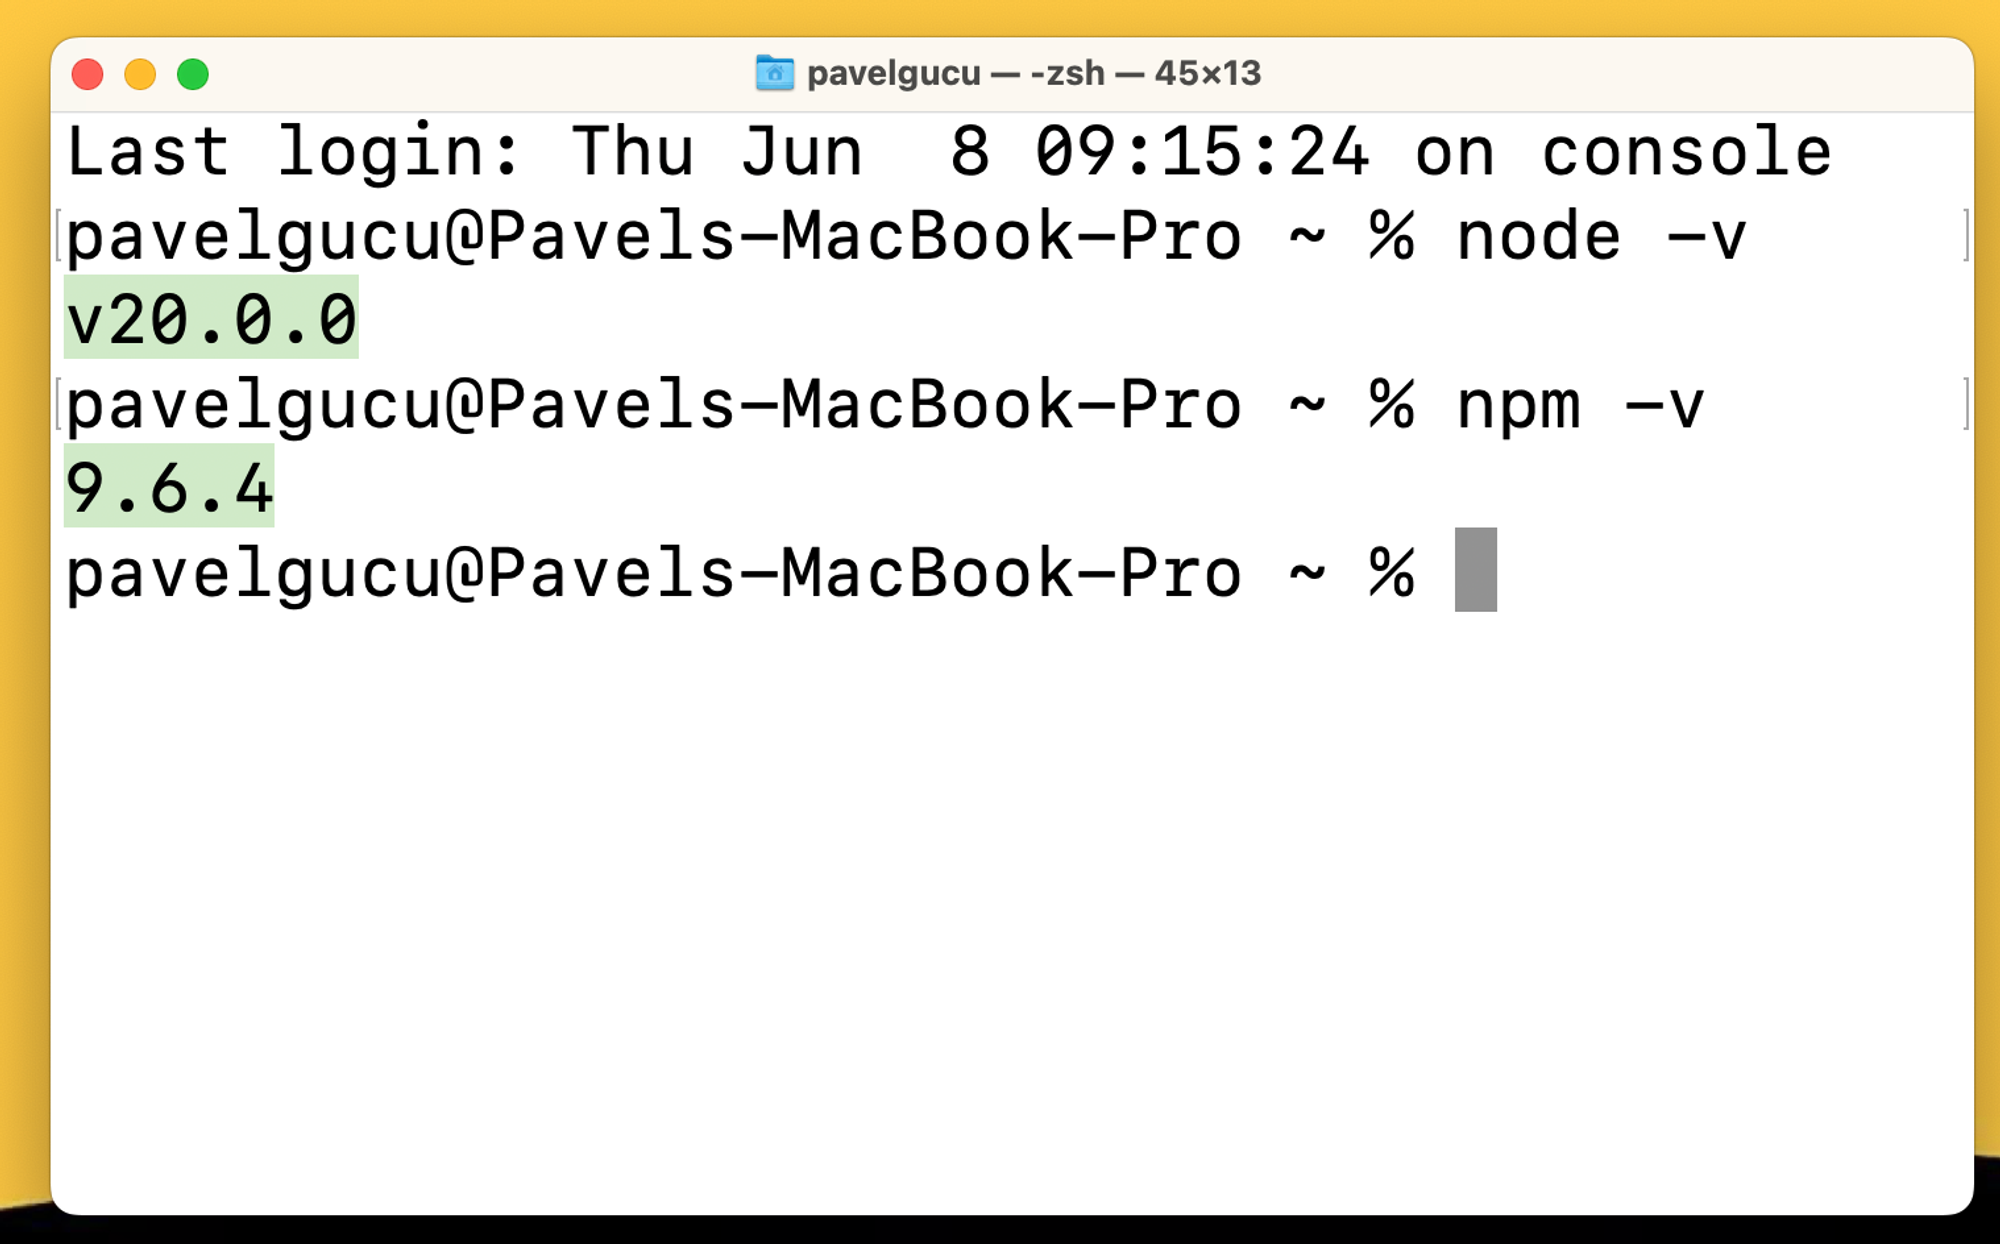 pavelgucu — -zsh — 45×13
Last login: Thu Jun  8 09:15:24 on console
pavelgucu@Pavels-MacBook-Pro ~ % node -v
v20.0.0
pavelgucu@Pavels-MacBook-Pro ~ % npm -v
9.6.4
pavelgucu@Pavels-MacBook-Pro ~ %